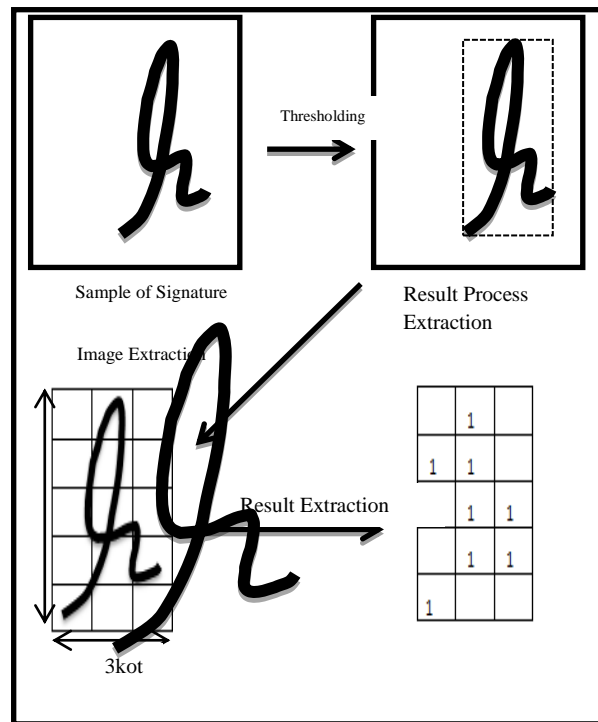 Thresholding
Sample of Signature
Result Process
Extraction
Image Extraction
1
1 1
Result Extraction
1 1
1 1
1
3kot